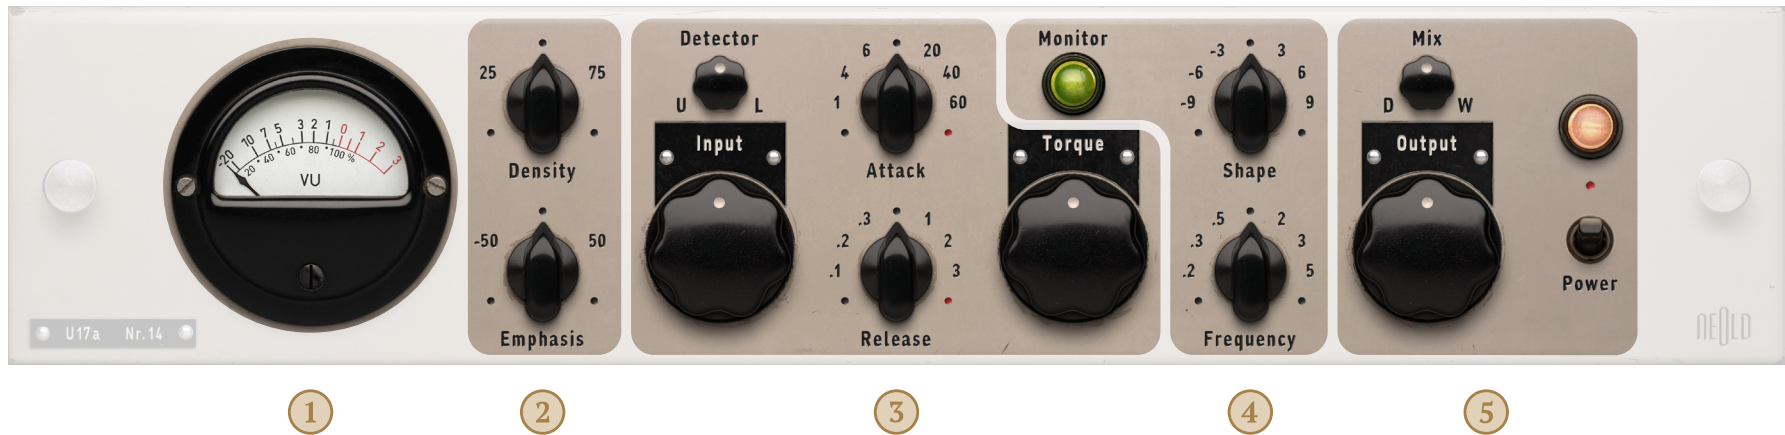 -20 10 7 5 3 2 1 0 1 2 3
20 40 60 80 100 %
VU
U17a Nr.14
25 75
Density
-50 50
Emphasis
Detector
U L
Input
1 4 6 20 40 60
Attack
.1 .2 .3 1 2 3
Release
Monitor
Torque
-9 -6 -3 3 6 9
Shape
.2 .3 .5 2 3 5
Frequency
Mix
D W
Output
Power
NEOLD
1 2 3 4 5